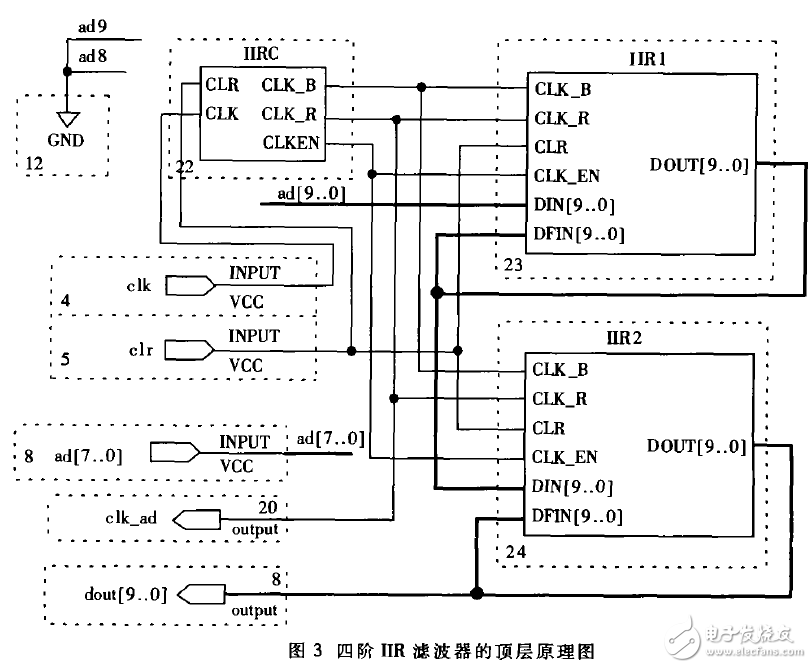 ad9
ad8
GND
12
IIRC
CLR CLK_B
CLK CLK_R
CLKEN
22
IIR1
CLK_B
CLK_R
CLR
CLK_EN
DIN[9..0]
DFIN[9..0]
DOUT[9..0]
23
ad[9..0]
4 clk INPUT
VCC
5 clr INPUT
VCC
8 ad[7..0] INPUT
VCC
ad[7..0]
clk_ad 20
output
dout[9..0] 8
output
IIR2
CLK_B
CLK_R
CLR
CLK_EN
DIN[9..0]
DFIN[9..0]
DOUT[9..0]
24
图 3 四阶 IIR 滤波器的顶层原理图
电子发烧友
www.elecfans.com